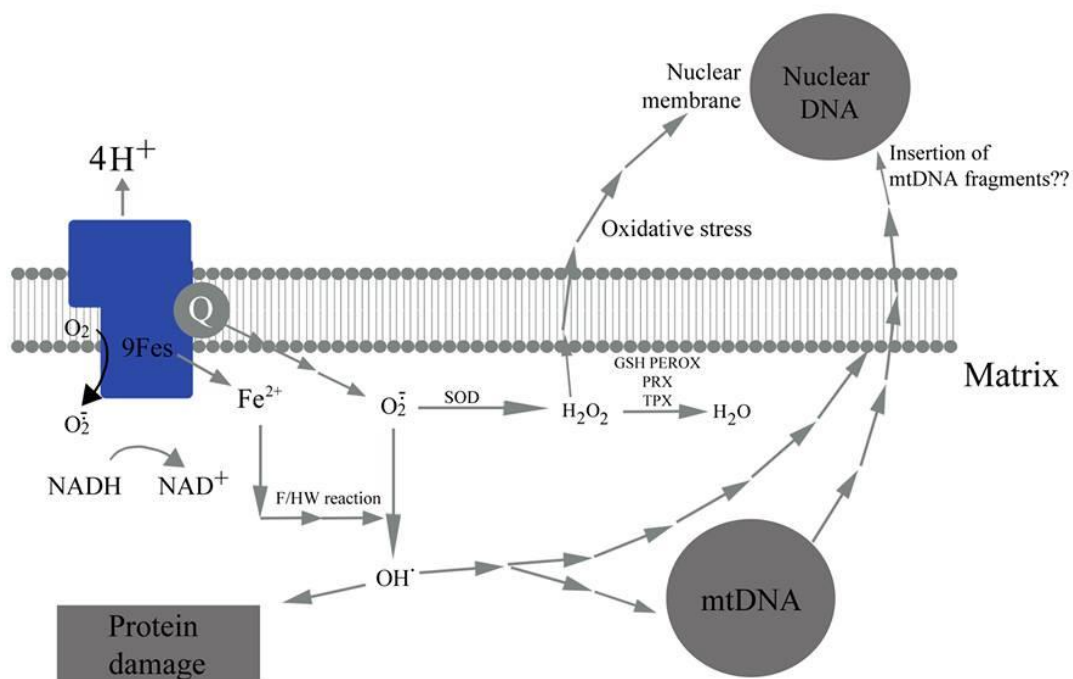 Nuclear
membrane
Nuclear
DNA
4H⁺
Insertion of
mtDNA fragments??
Oxidative stress
Q
O₂
9Fes
GSH PEROX
PRX
TPX
Matrix
Fe²⁺
O₂⁻̇
SOD
H₂O₂
H₂O
O₂⁻̇
NADH
NAD⁺
F/HW reaction
OH·
mtDNA
Protein
damage